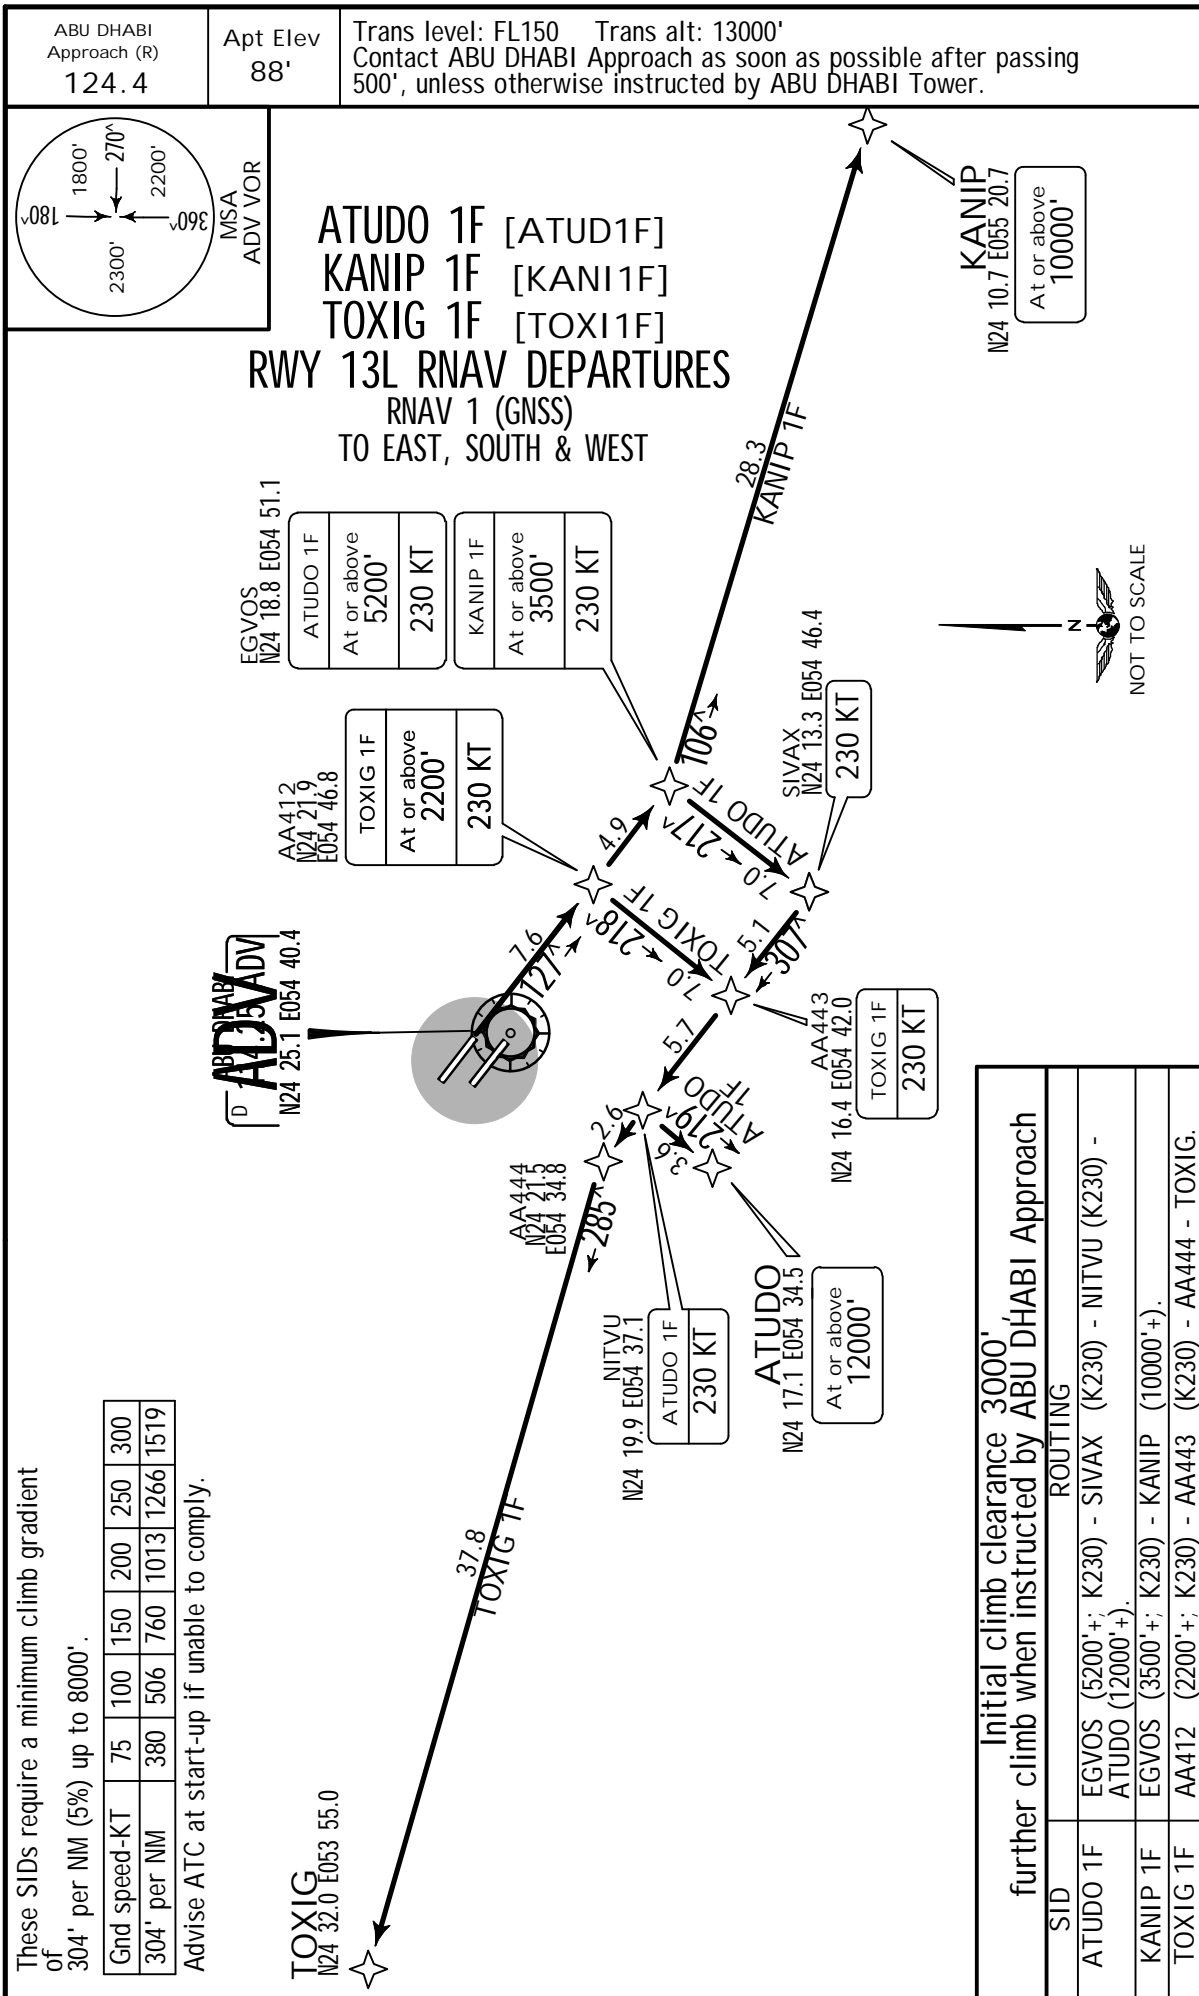 ABU DHABI
Approach (R)
124.4
Apt Elev
88'
Trans level: FL150 Trans alt: 13000'
Contact ABU DHABI Approach as soon as possible after passing
500', unless otherwise instructed by ABU DHABI Tower.
270^
1800'
2200'
180^
360^
2300'
MSA
ADV VOR
ATUDO 1F [ATUD1F]
KANIP 1F [KANI1F]
TOXIG 1F [TOXI1F]
RWY 13L RNAV DEPARTURES
RNAV 1 (GNSS)
TO EAST, SOUTH & WEST
KANIP
N24 10.7 E055 20.7
At or above
10000'
28.3
KANIP 1F
106^
EGVOS
N24 18.8 E054 51.1
ATUDO 1F
At or above
5200'
230 KT
KANIP 1F
At or above
3500'
230 KT
AA412
N24 21.9
E054 46.8
TOXIG 1F
At or above
2200'
230 KT
4.9
217^
7.0
ATUDO 1F
SIVAX
N24 13.3 E054 46.4
230 KT
N
NOT TO SCALE
ABU DHABI
D
ADV
N24 25.1 E054 40.4
7.6
127^
218^
7.0
TOXIG 1F
5.1
307^
AA443
N24 16.4 E054 42.0
TOXIG 1F
230 KT
5.7
2.6
219^
3.6
ATUDO
1F
AA444
N24 21.5
E054 34.8
285^
NITVU
N24 19.9 E054 37.1
ATUDO 1F
230 KT
ATUDO
N24 17.1 E054 34.5
At or above
12000'
37.8
TOXIG 1F
TOXIG
N24 32.0 E053 55.0
These SIDs require a minimum climb gradient
of
304' per NM (5%) up to 8000'.
Gnd speed-KT 75 100 150 200 250 300
304' per NM 380 506 760 1013 1266 1519
Advise ATC at start-up if unable to comply.
Initial climb clearance 3000',
further climb when instructed by ABU DHABI Approach
SID ROUTING
ATUDO 1F EGVOS (5200'+; K230) - SIVAX (K230) - NITVU (K230) -
ATUDO (12000'+).
KANIP 1F EGVOS (3500'+; K230) - KANIP (10000'+).
TOXIG 1F AA412 (2200'+; K230) - AA443 (K230) - AA444 - TOXIG.